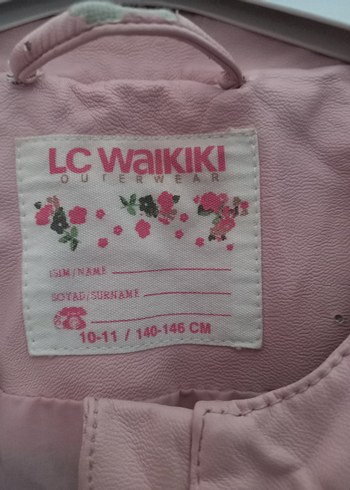 LC WAIKIKI
OUTERWEAR
İSİM/NAME
SOYAD/SURNAME
10-11 / 140-146 CM